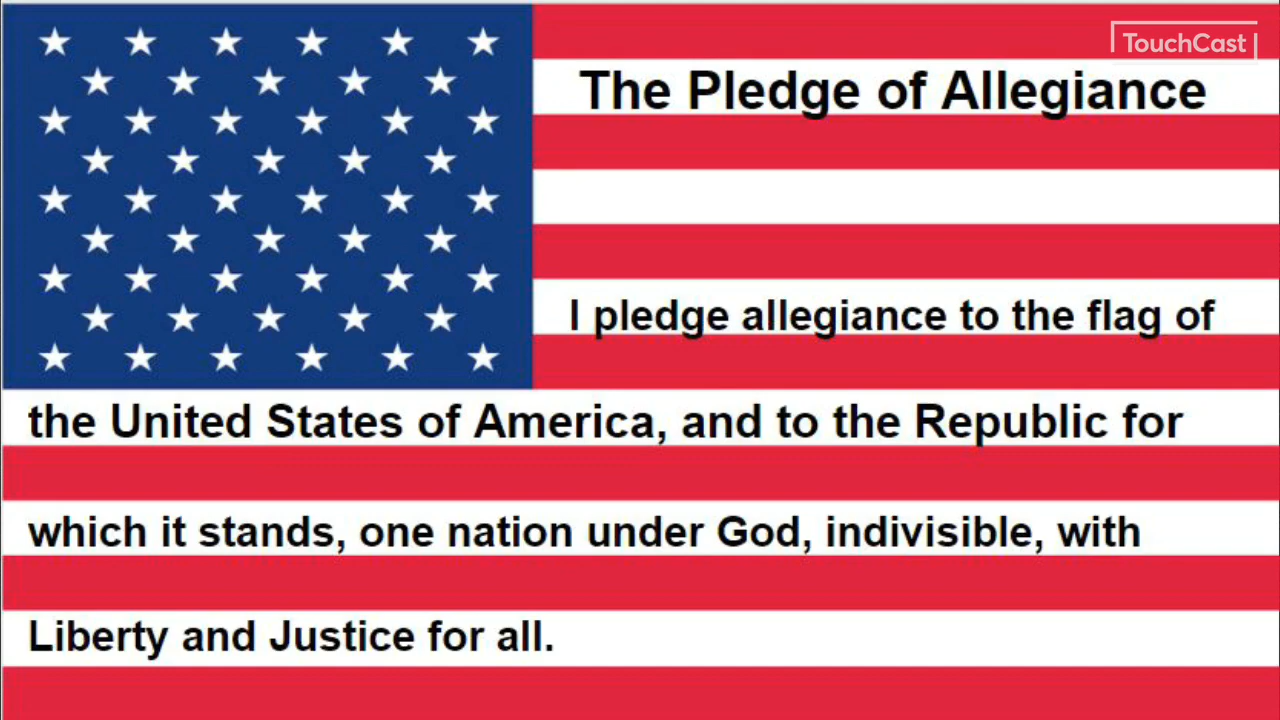 TouchCast
The Pledge of Allegiance
I pledge allegiance to the flag of
the United States of America, and to the Republic for
which it stands, one nation under God, indivisible, with
Liberty and Justice for all.